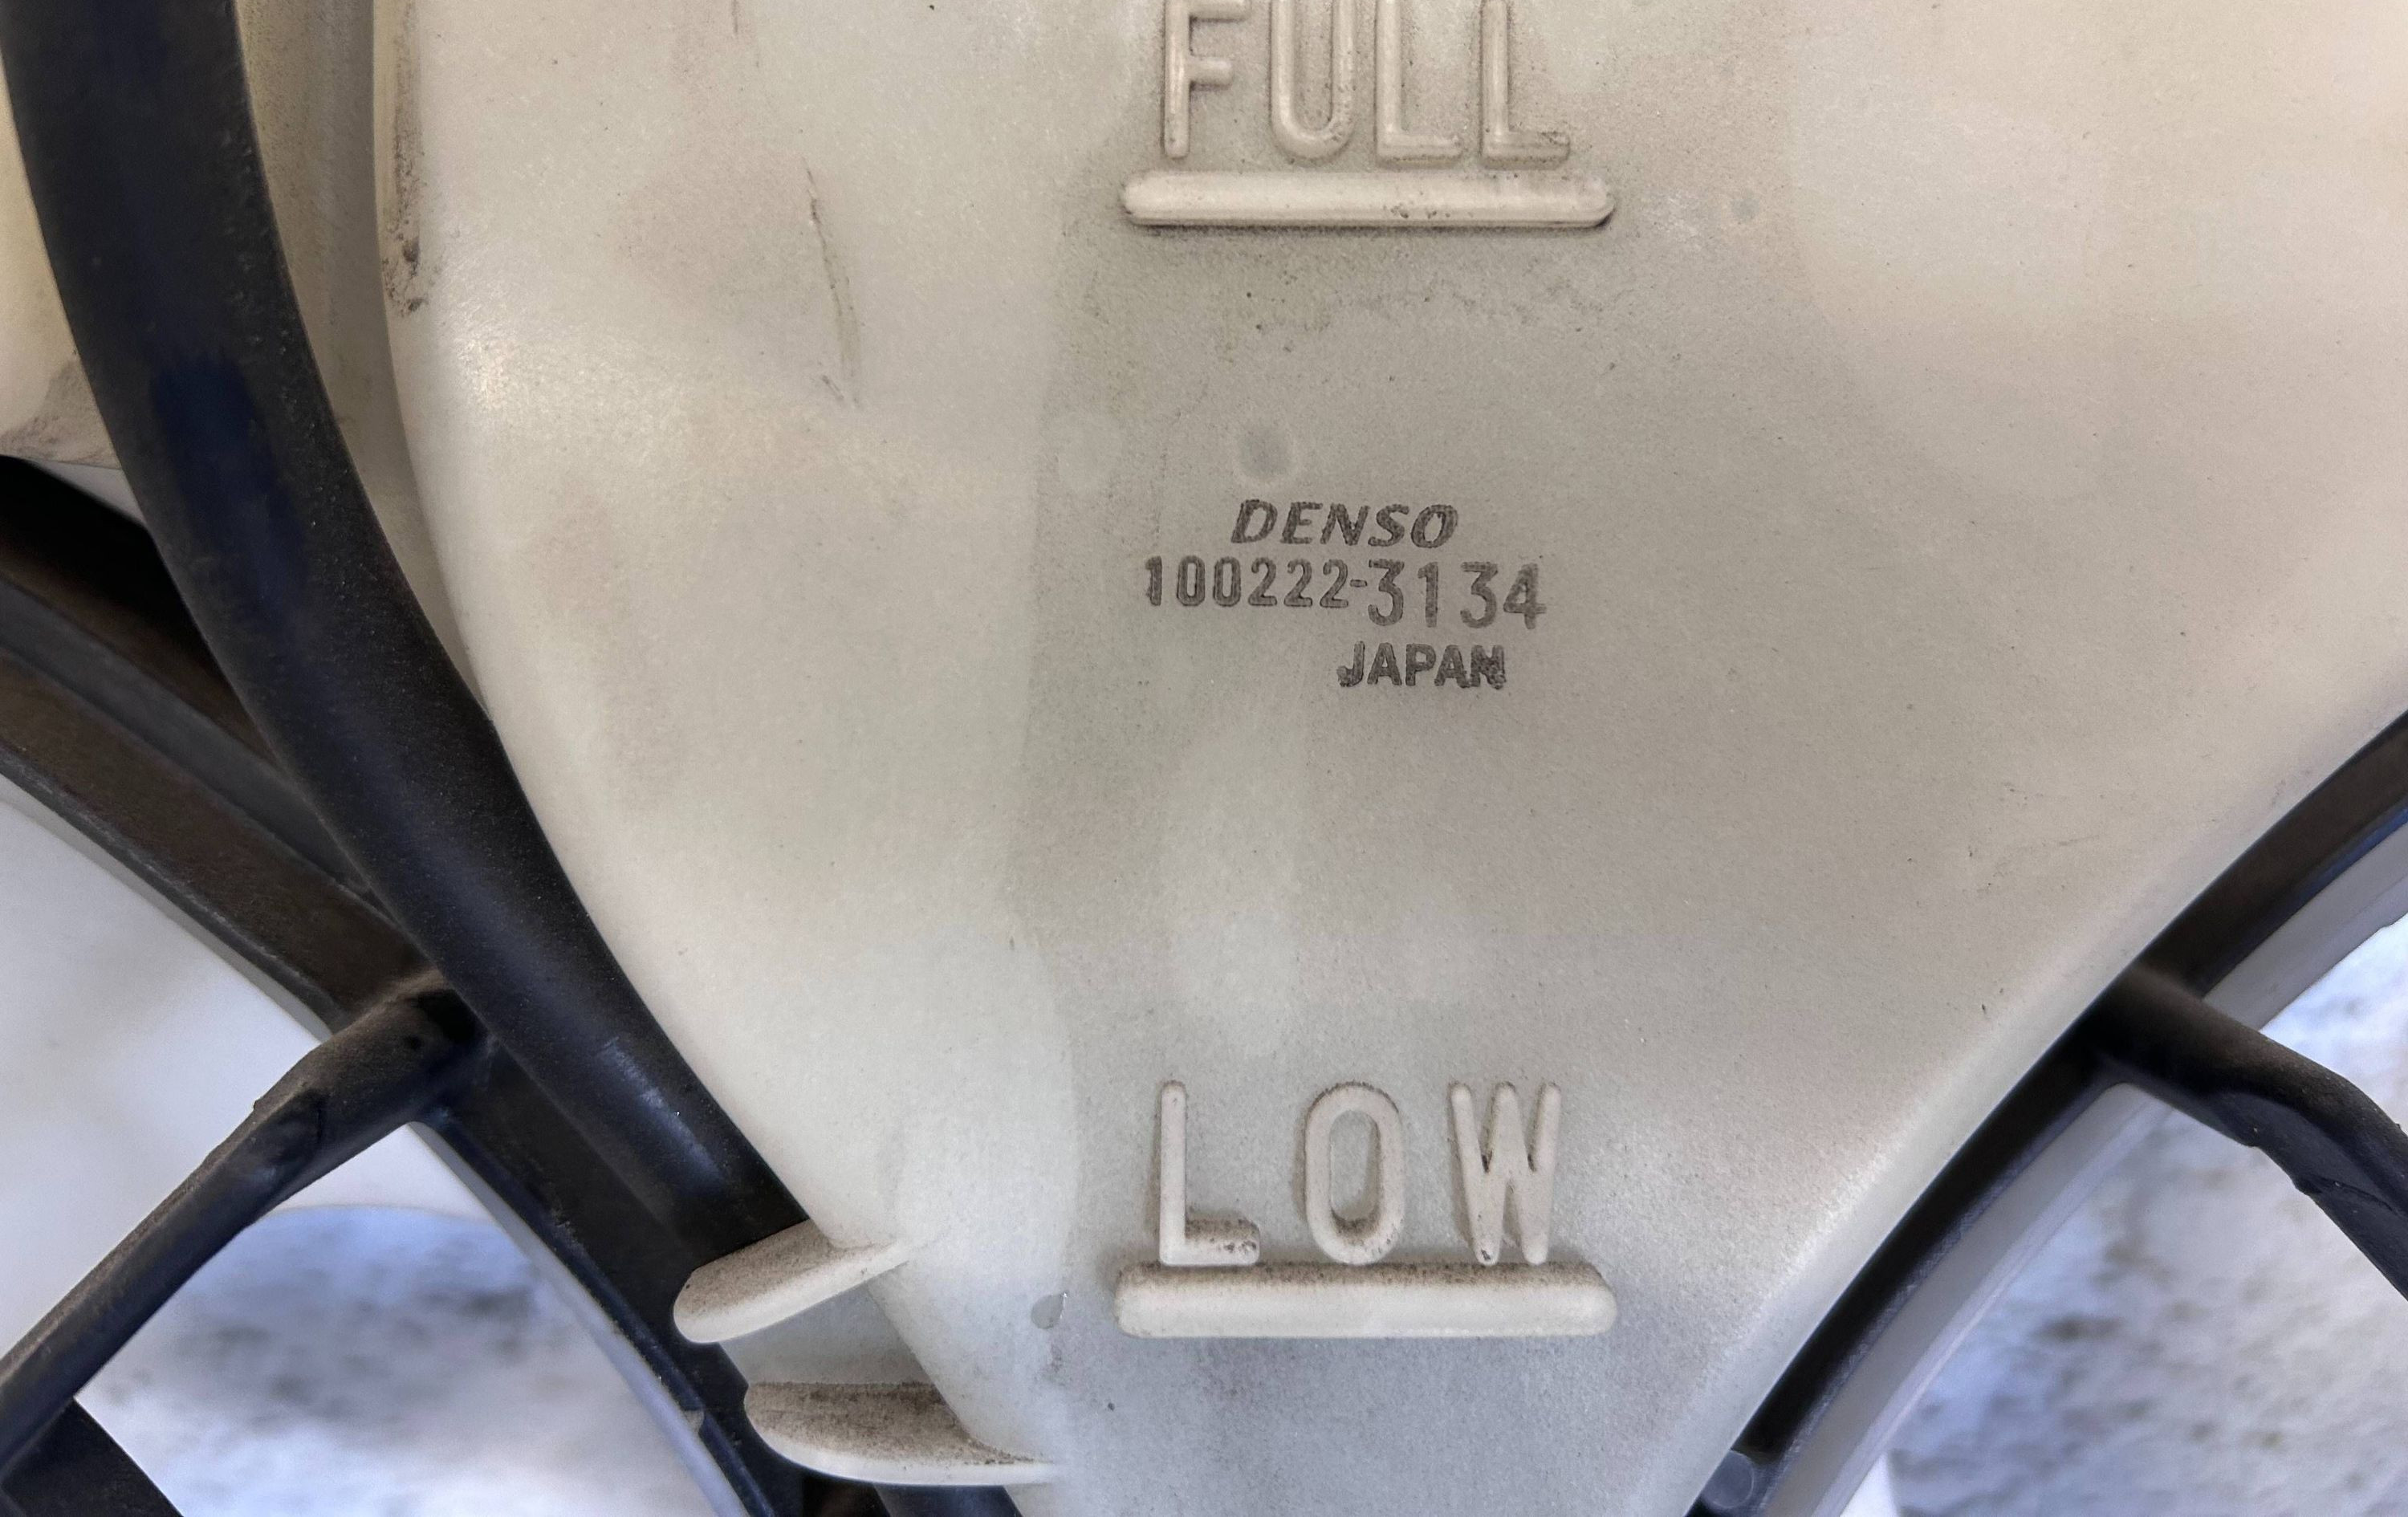 FULL
DENSO
100222-3134
JAPAN
LOW